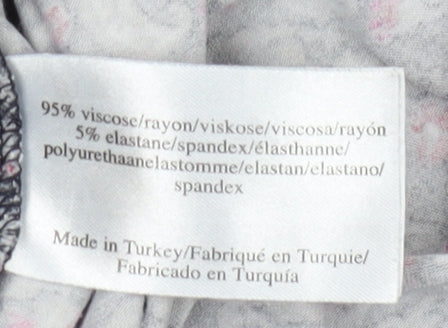 95% viscose/rayon/viskose/viscosa/rayón
5% elastane/spandex/élasthanne/
polyurethaanelastomme/elastan/elastano/
spandex
Made in Turkey/Fabriqué en Turquie/
Fabricado en Turquía